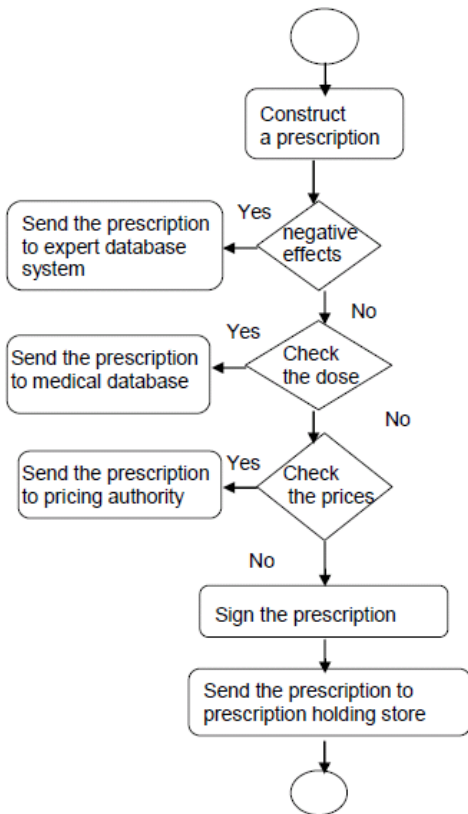 Construct
a prescription
Yes
Send the prescription
to expert database
system
negative
effects
No
Yes
Send the prescription
to medical database
Check
the dose
No
Yes
Send the prescription
to pricing authority
Check
the prices
No
Sign the prescription
Send the prescription to
prescription holding store